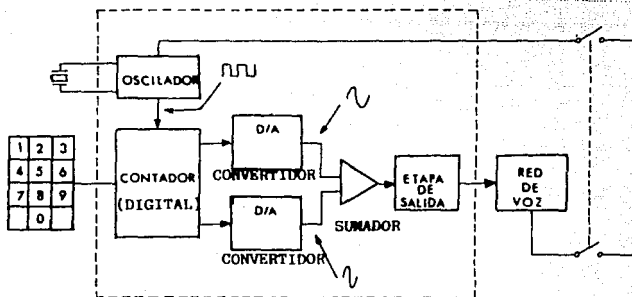 OSCILADOR
1 2 3
4 5 6
7 8 9
0
CONTADOR
(DIGITAL)
D/A
CONVERTIDOR
D/A
CONVERTIDOR
SUMADOR
ETAPA
DE
SALIDA
RED
DE
VOZ